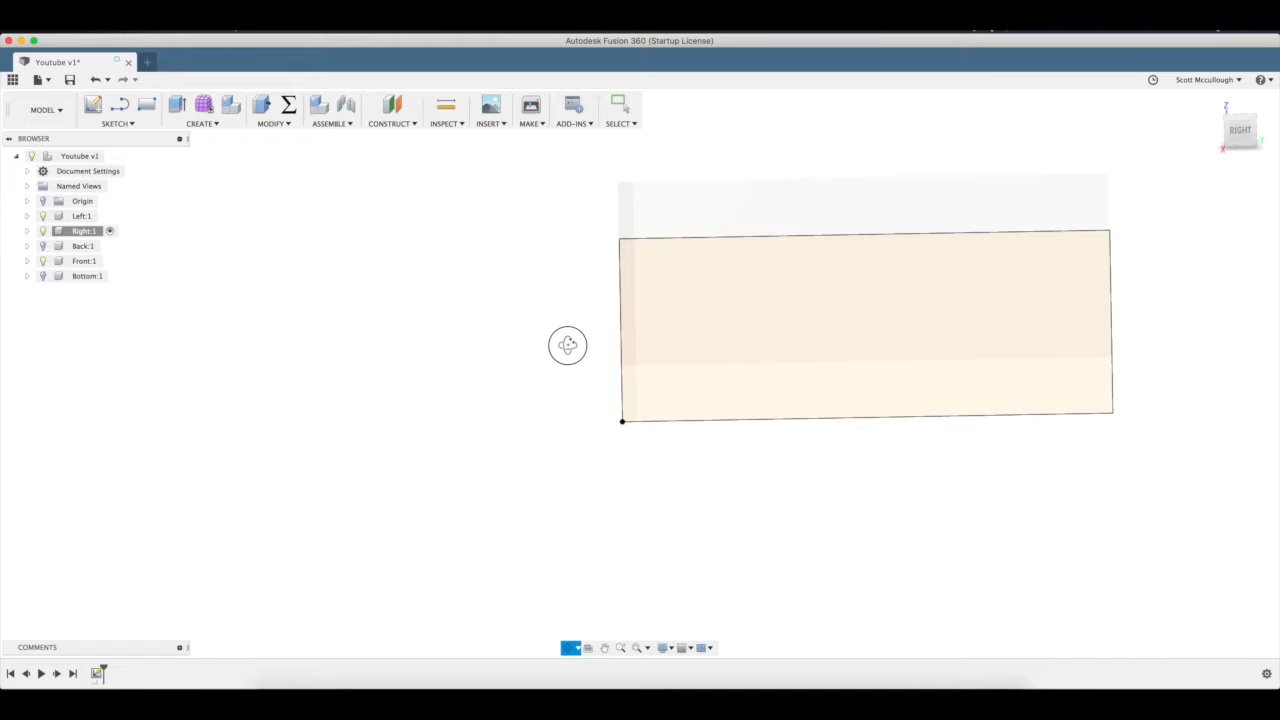 Autodesk Fusion 360 (Startup License)
Youtube v1*
Scott Mccullough
MODEL
SKETCH CREATE MODIFY ASSEMBLE CONSTRUCT INSPECT INSERT MAKE ADD-INS SELECT
Z
RIGHT
Y
X
BROWSER
Youtube v1
Document Settings
Named Views
Origin
Left:1
Right:1
Back:1
Front:1
Bottom:1
COMMENTS